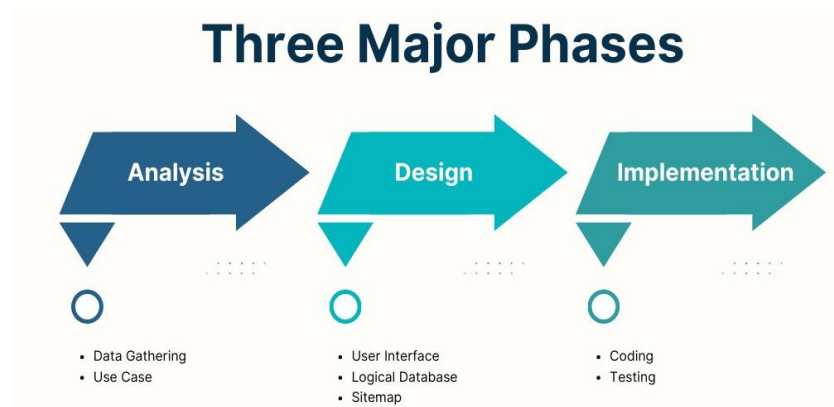 Three Major Phases
Analysis
Design
Implementation
• Data Gathering
• Use Case
• User Interface
• Logical Database
• Sitemap
• Coding
• Testing